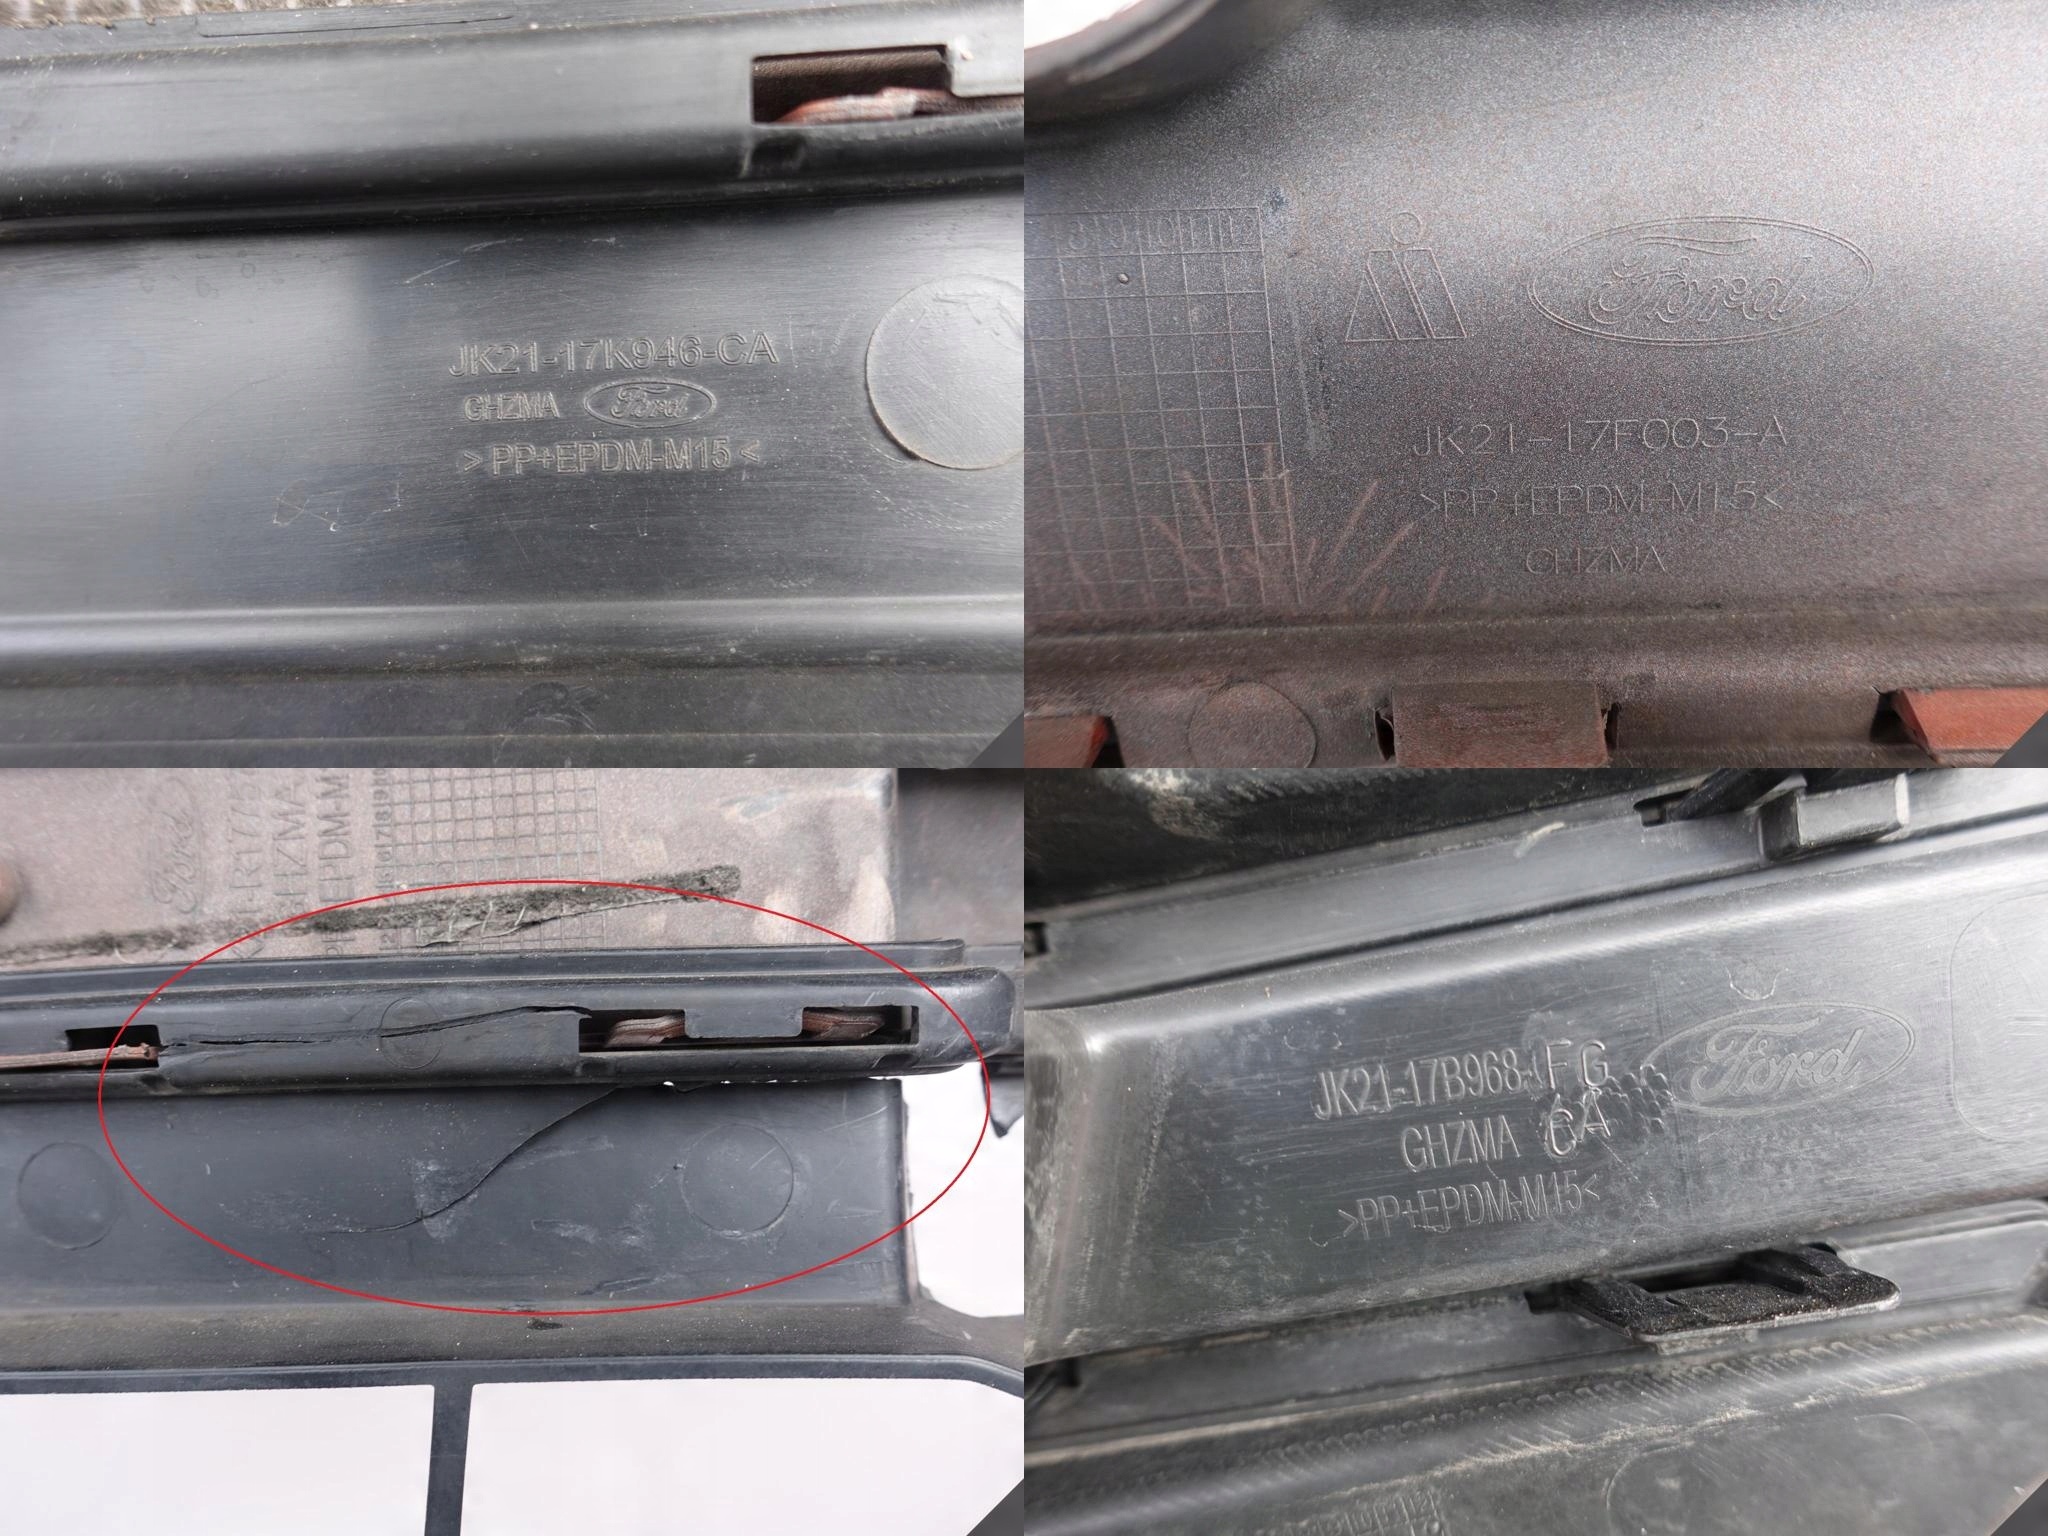 JK21-17K946-CA
GHZMA Ford
>PP+EPDM-M15<
Ford
JK21-17F003-A
>PP+EPDM-M15<
GHZMA
Ford
JK21-17B968-FG Ford
GHZMA CA
>PP+EPDM-M15<